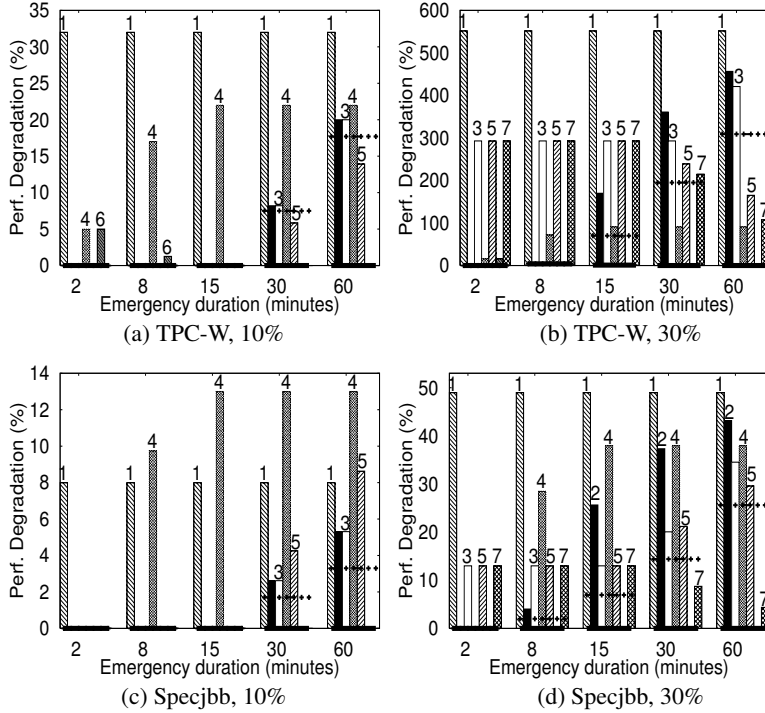 Perf. Degradation (%)
35
30
25
20
15
10
5
0
1 1 1 1 1
4 6 4 6 4 3 4 5 3 4 5
2 8 15 30 60
Emergency duration (minutes)
(a) TPC-W, 10%
Perf. Degradation (%)
600
500
400
300
200
100
0
1 1 1 1 1
3 5 7 3 5 7 3 5 7 3 5 7 3 5 7
2 8 15 30 60
Emergency duration (minutes)
(b) TPC-W, 30%
Perf. Degradation (%)
14
12
10
8
6
4
2
0
1 1 1 1 1
4 4 3 4 5 3 4 5
2 8 15 30 60
Emergency duration (minutes)
(c) Specjbb, 10%
Perf. Degradation (%)
50
40
30
20
10
0
1 1 1 1 1
3 5 7 3 4 5 7 2 4 5 7 2 4 5 7 2 4 5 7
2 8 15 30 60
Emergency duration (minutes)
(d) Specjbb, 30%